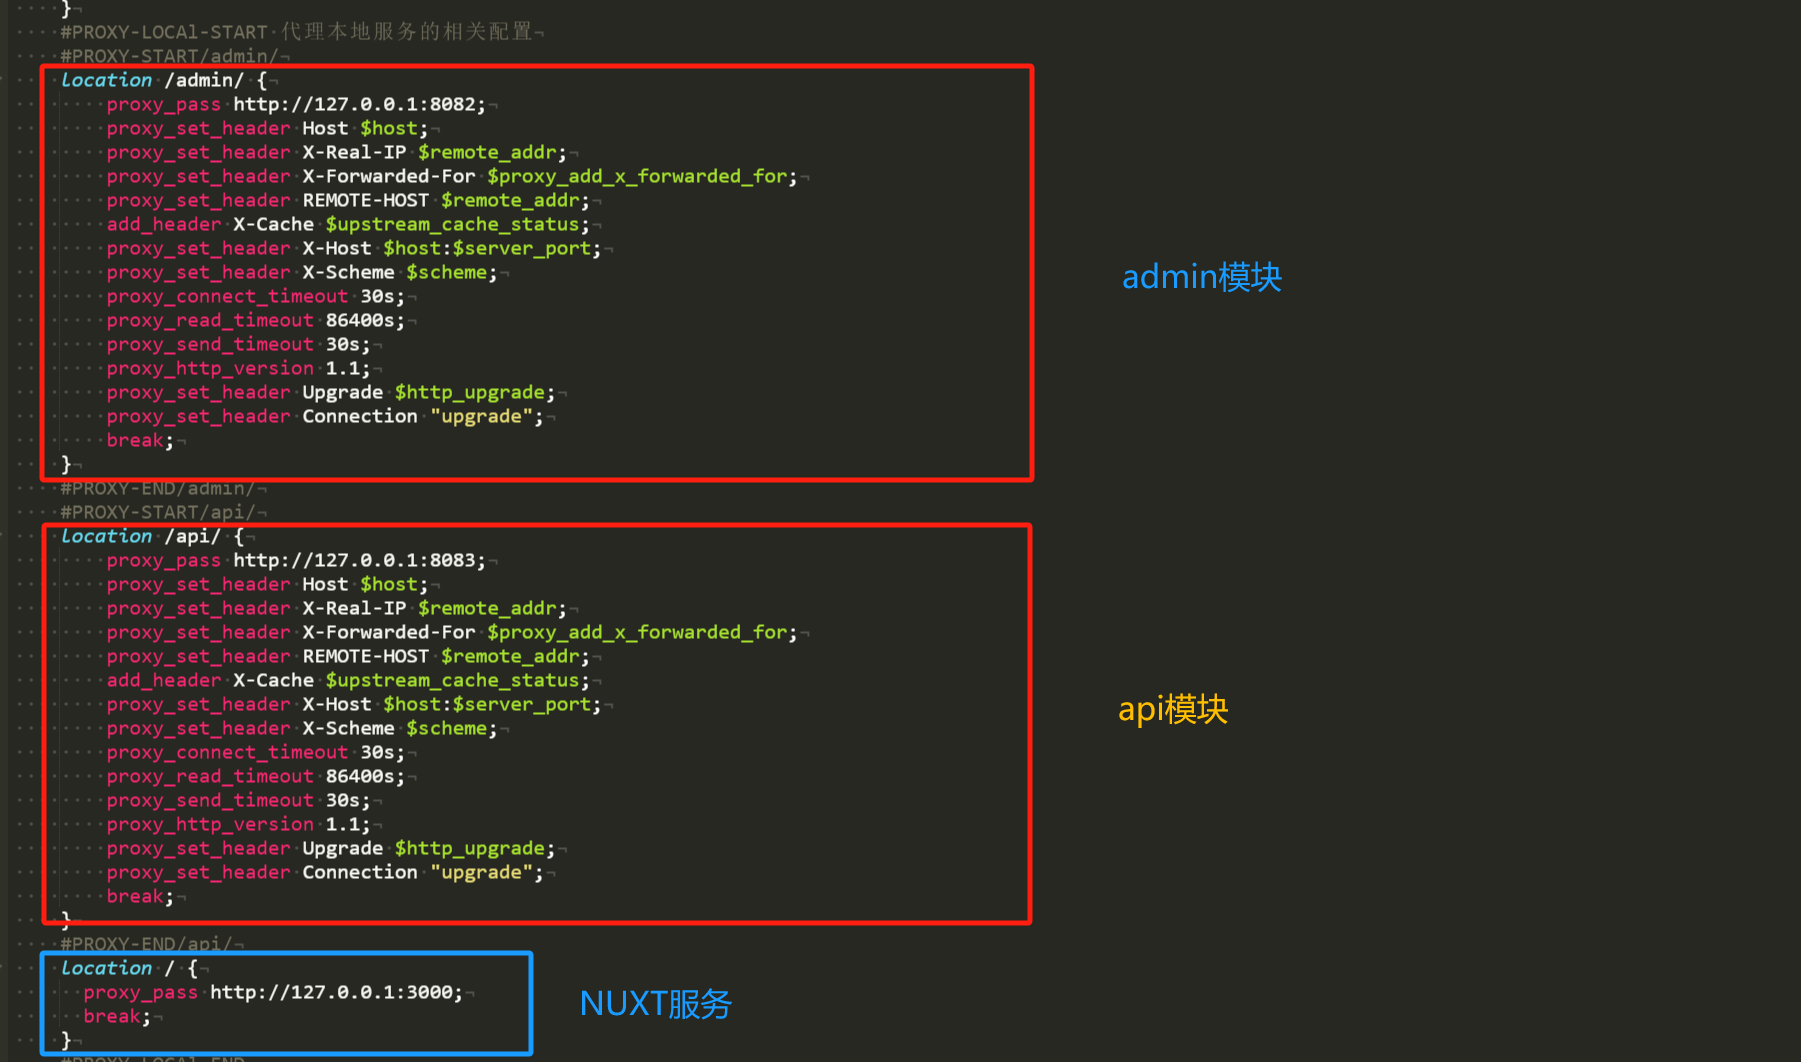 }
#PROXY-LOCAl-START 代理本地服务的相关配置
#PROXY-START/admin/
location /admin/ {
proxy_pass http://127.0.0.1:8082;
proxy_set_header Host $host;
proxy_set_header X-Real-IP $remote_addr;
proxy_set_header X-Forwarded-For $proxy_add_x_forwarded_for;
proxy_set_header REMOTE-HOST $remote_addr;
add_header X-Cache $upstream_cache_status;
proxy_set_header X-Host $host:$server_port;
proxy_set_header X-Scheme $scheme;
proxy_connect_timeout 30s;
proxy_read_timeout 86400s;
proxy_send_timeout 30s;
proxy_http_version 1.1;
proxy_set_header Upgrade $http_upgrade;
proxy_set_header Connection "upgrade";
break;
}
admin模块
#PROXY-END/admin/
#PROXY-START/api/
location /api/ {
proxy_pass http://127.0.0.1:8083;
proxy_set_header Host $host;
proxy_set_header X-Real-IP $remote_addr;
proxy_set_header X-Forwarded-For $proxy_add_x_forwarded_for;
proxy_set_header REMOTE-HOST $remote_addr;
add_header X-Cache $upstream_cache_status;
proxy_set_header X-Host $host:$server_port;
proxy_set_header X-Scheme $scheme;
proxy_connect_timeout 30s;
proxy_read_timeout 86400s;
proxy_send_timeout 30s;
proxy_http_version 1.1;
proxy_set_header Upgrade $http_upgrade;
proxy_set_header Connection "upgrade";
break;
}
api模块
#PROXY-END/api/
location / {
proxy_pass http://127.0.0.1:3000;
break;
}
NUXT服务
#PROXY-LOCAl-END